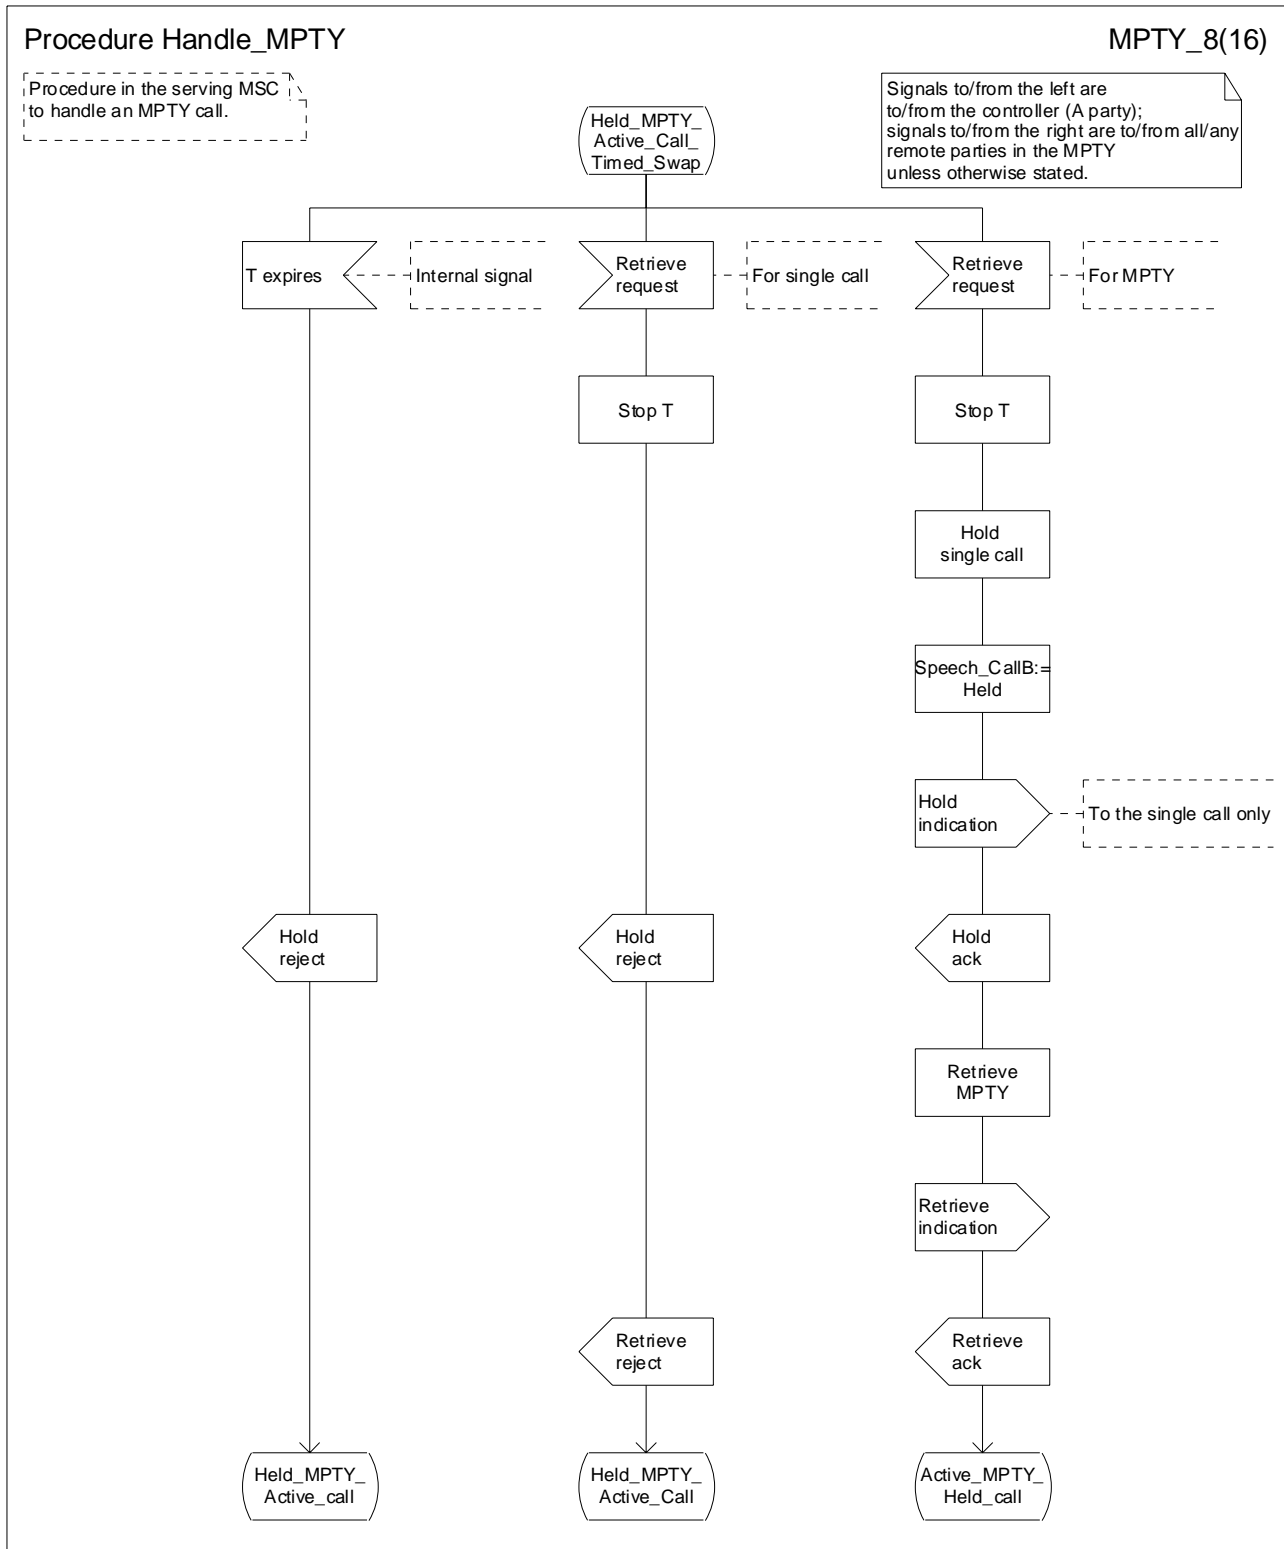 Procedure Handle_MPTY
MPTY_8(16)
Procedure in the serving MSC
to handle an MPTY call.
Signals to/from the left are
to/from the controller (A party);
signals to/from the right are to/from all/any
remote parties in the MPTY
unless otherwise stated.
Held_MPTY_
Active_Call_
Timed_Swap
T expires
Internal signal
Retrieve
request
For single call
Retrieve
request
For MPTY
Stop T
Stop T
Hold
single call
Speech_CallB:=
Held
Hold
indication
To the single call only
Hold
reject
Hold
reject
Hold
ack
Retrieve
MPTY
Retrieve
indication
Retrieve
reject
Retrieve
ack
Held_MPTY_
Active_call
Held_MPTY_
Active_Call
Active_MPTY_
Held_call